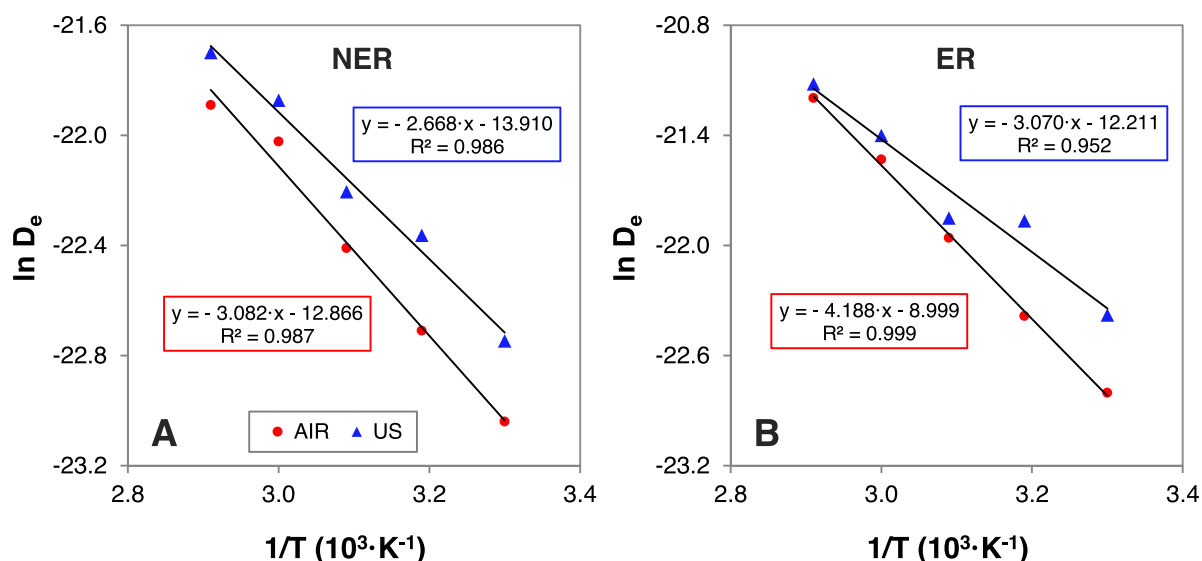 -21.6
-22.0
-22.4
-22.8
-23.2
ln Dₑ
NER
y = - 2.668·x - 13.910
R² = 0.986
y = - 3.082·x - 12.866
R² = 0.987
A
AIR US
2.8 3.0 3.2 3.4
1/T (10³·K⁻¹)
-20.8
-21.4
-22.0
-22.6
-23.2
ln Dₑ
ER
y = - 3.070·x - 12.211
R² = 0.952
y = - 4.188·x - 8.999
R² = 0.999
B
2.8 3.0 3.2 3.4
1/T (10³·K⁻¹)